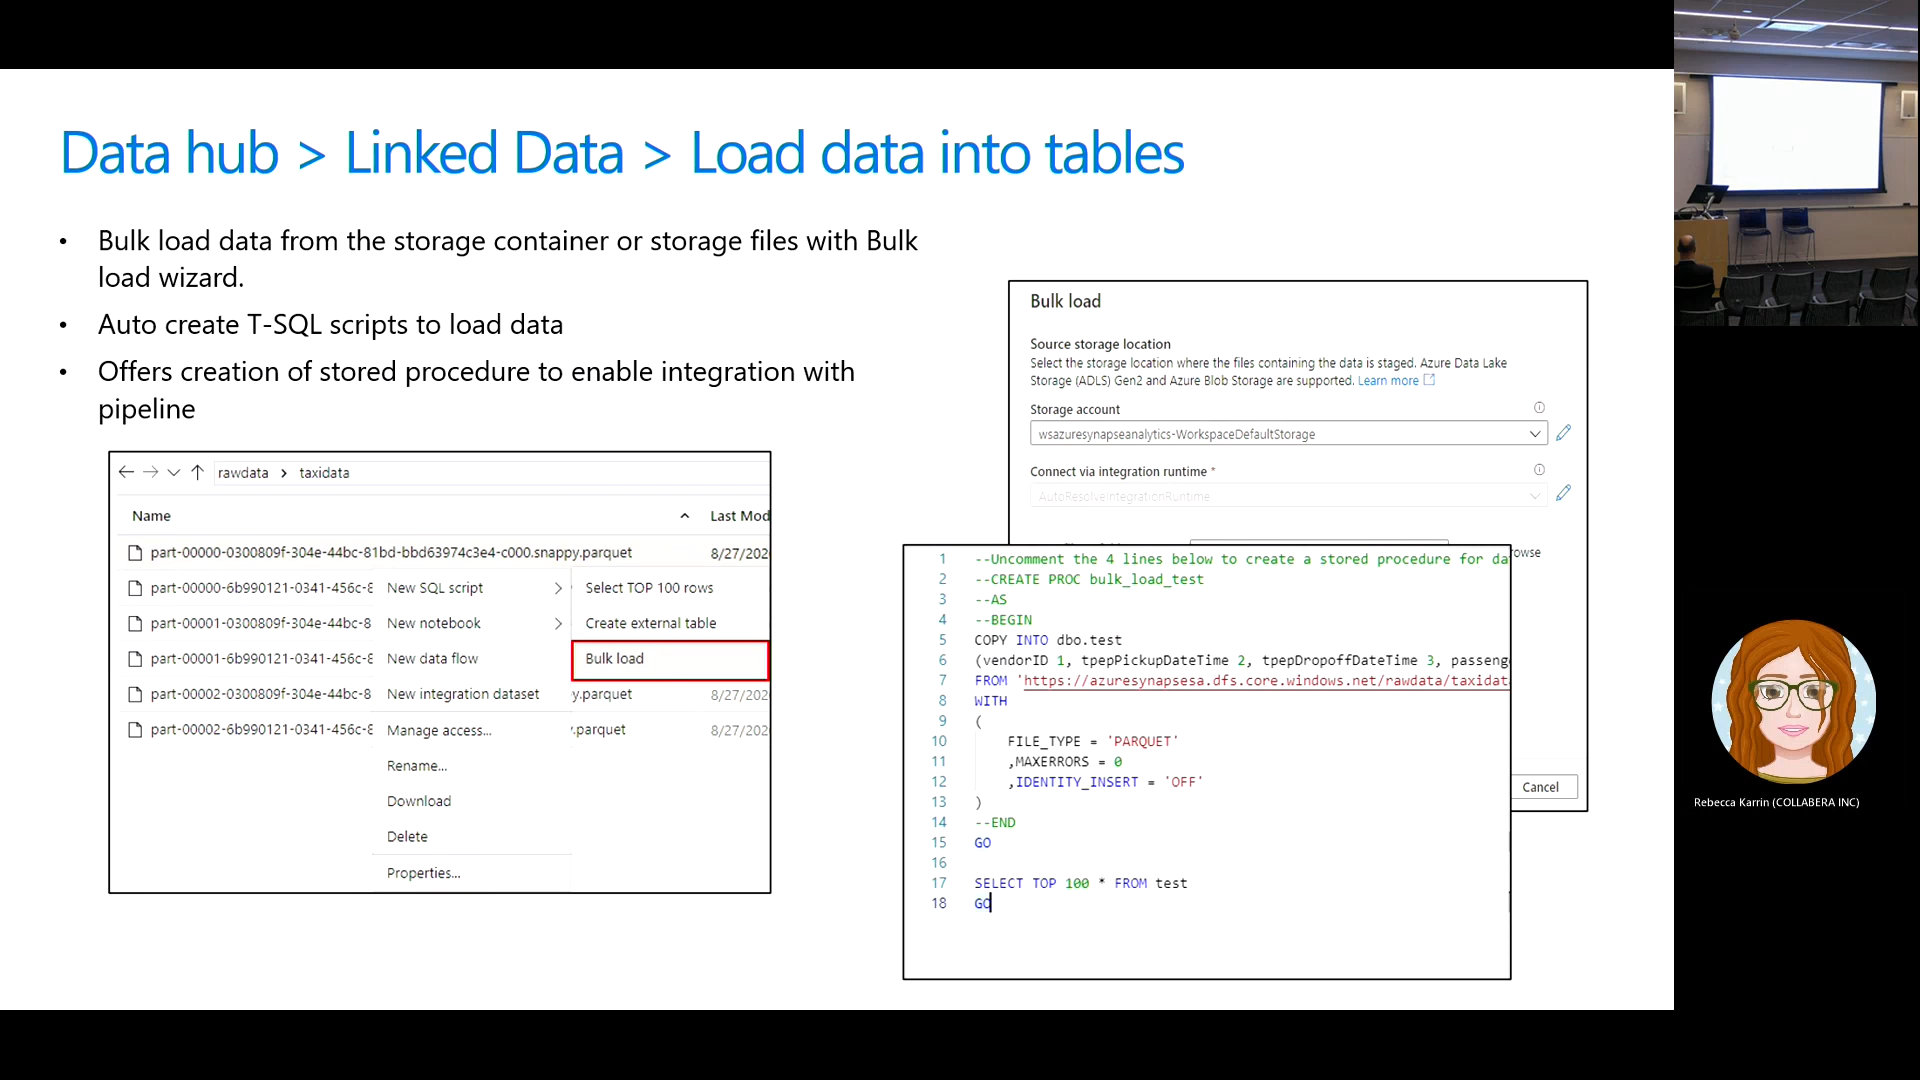 Data hub > Linked Data > Load data into tables
• Bulk load data from the storage container or storage files with Bulk
load wizard.
• Auto create T-SQL scripts to load data
• Offers creation of stored procedure to enable integration with
pipeline
rawdata > taxidata
Name Last Mod
part-00000-0300809f-304e-44bc-81bd-bbd63974c3e4-c000.snappy.parquet 8/27/202
part-00000-6b990121-0341-456c-8
part-00001-0300809f-304e-44bc-8
part-00001-6b990121-0341-456c-8
part-00002-0300809f-304e-44bc-8 y.parquet 8/27/202
part-00002-6b990121-0341-456c-8 .parquet 8/27/202
New SQL script
New notebook
New data flow
New integration dataset
Manage access...
Rename...
Download
Delete
Properties...
Select TOP 100 rows
Create external table
Bulk load
Bulk load
Source storage location
Select the storage location where the files containing the data is staged. Azure Data Lake
Storage (ADLS) Gen2 and Azure Blob Storage are supported. Learn more
Storage account
wsazuresynapseanalytics-WorkspaceDefaultStorage
Connect via integration runtime *
AutoResolveIntegrationRuntime
rowse
Cancel
1 --Uncomment the 4 lines below to create a stored procedure for da
2 --CREATE PROC bulk_load_test
3 --AS
4 --BEGIN
5 COPY INTO dbo.test
6 (vendorID 1, tpepPickupDateTime 2, tpepDropoffDateTime 3, passeng
7 FROM 'https://azuresynapsesa.dfs.core.windows.net/rawdata/taxidat
8 WITH
9 (
10 FILE_TYPE = 'PARQUET'
11 ,MAXERRORS = 0
12 ,IDENTITY_INSERT = 'OFF'
13 )
14 --END
15 GO
16
17 SELECT TOP 100 * FROM test
18 GO
Rebecca Karrin (COLLABERA INC)